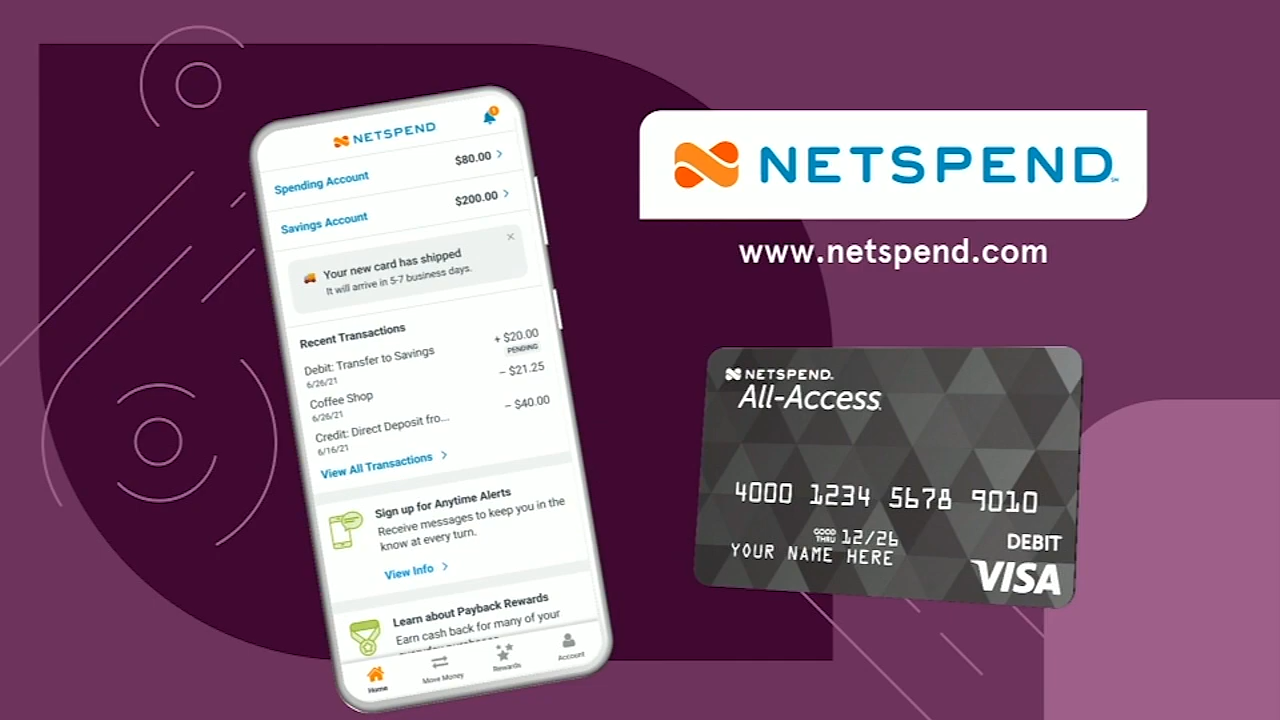 NETSPEND
1
Spending Account
$80.00
Savings Account
$200.00
Your new card has shipped
It will arrive in 5-7 business days.
Recent Transactions
Debit: Transfer to Savings
+ $20.00
6/26/21
PENDING
Coffee Shop
– $21.25
6/26/21
Credit: Direct Deposit fro...
– $40.00
6/16/21
View All Transactions
Sign up for Anytime Alerts
Receive messages to keep you in the
know at every turn.
View Info
Learn about Payback Rewards
Earn cash back for many of your
Home
Move Money
Rewards
Account
NETSPEND
SM
www.netspend.com
NETSPEND.
All-Access
4000 1234 5678 9010
GOOD
THRU 12/26
YOUR NAME HERE
DEBIT
VISA